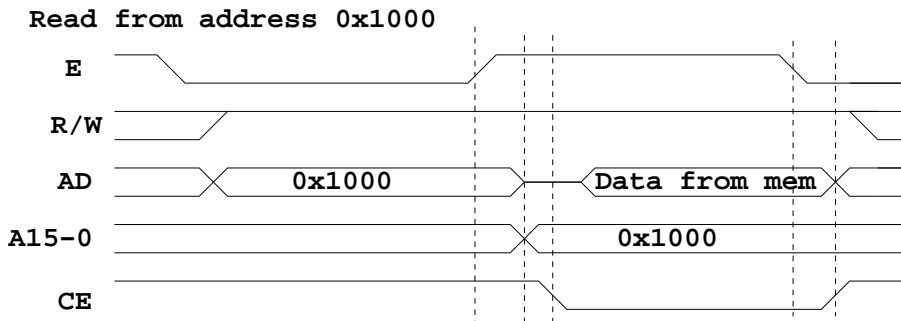 Read from address 0x1000
E
R/W
AD 0x1000 Data from mem
A15-0 0x1000
CE